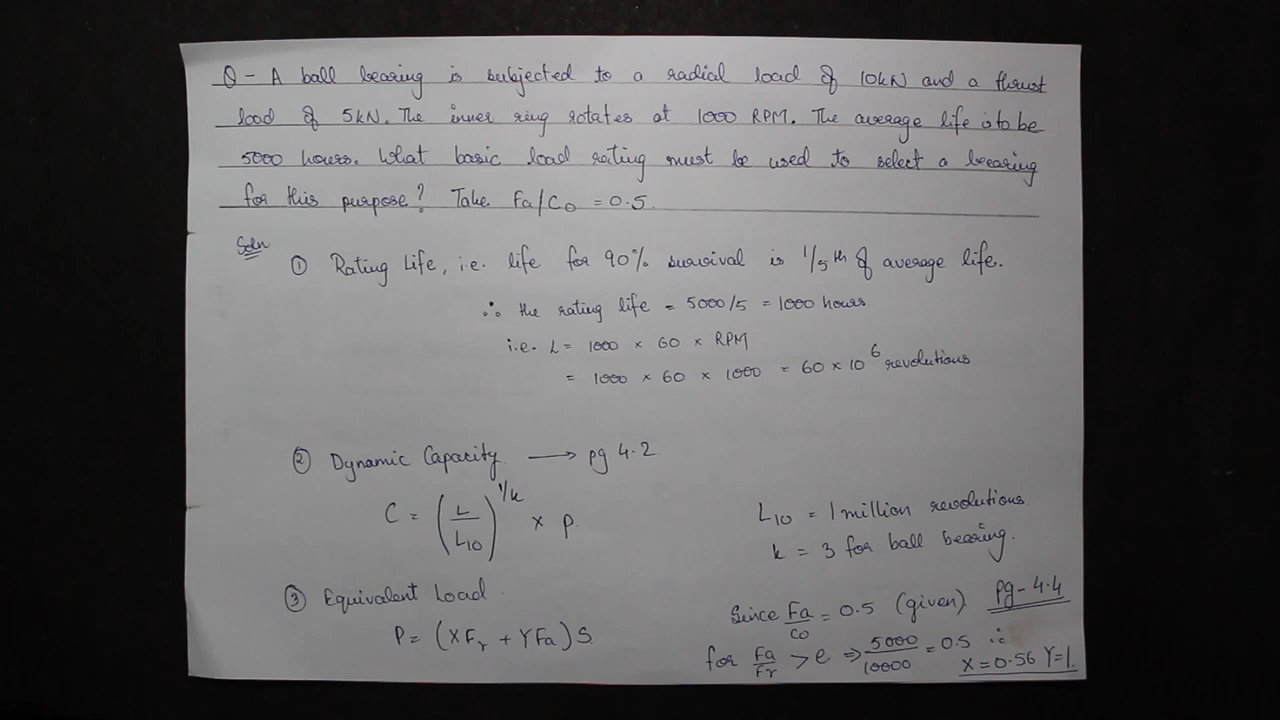 Q - A ball bearing is subjected to a radial load of 10kN and a thrust
load of 5kN. The inner ring rotates at 1000 RPM. The average life is to be
5000 hours. What basic load rating must be used to select a beearing
for this purpose? Take Fa/C0 = 0.5.
Soln
① Rating Life, i.e. life for 90% survival is 1/5th of average life.
∴ the rating life = 5000/5 = 1000 hours
i.e. L = 1000 × 60 × RPM
= 1000 × 60 × 1000 = 60 × 10^6 revolutions
② Dynamic Capacity → pg 4.2
C = (L/L10)^1/k × P.
L10 = 1 million revolutions
k = 3 for ball bearing.
③ Equivalent Load
P = (XFr + YFa) S
Since Fa/Co = 0.5 (given) Pg - 4.4
for Fa/Fr > e ⇒ 5000/10000 = 0.5 ∴
X = 0.56 Y = 1.